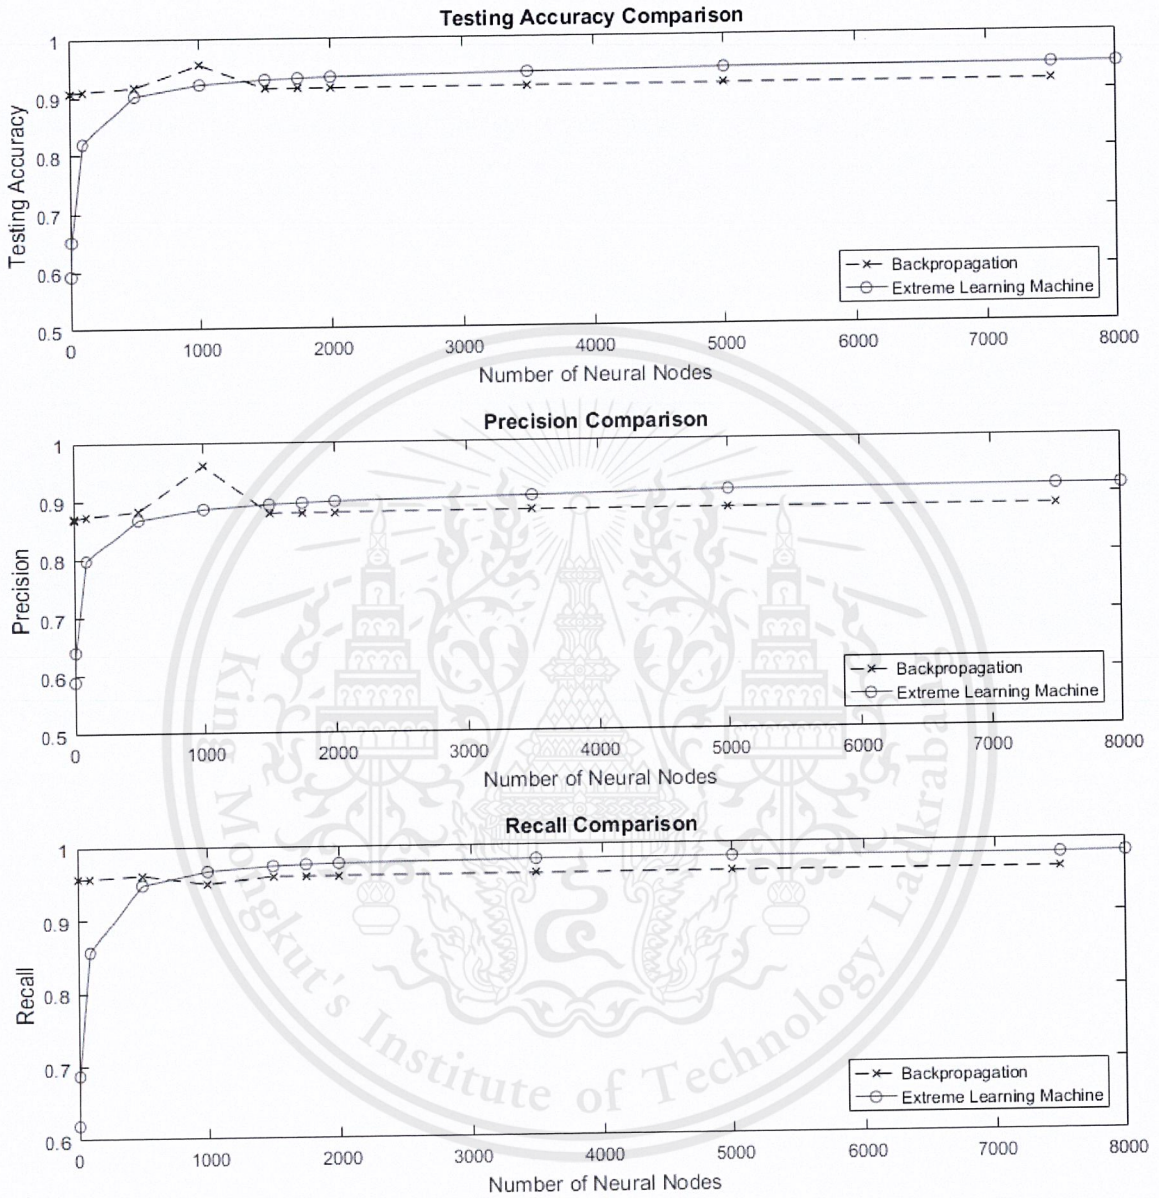 Testing Accuracy Comparison
1
0.9
0.8
0.7
0.6
0.5
Testing Accuracy
Backpropagation
Extreme Learning Machine
0 1000 2000 3000 4000 5000 6000 7000 8000
Number of Neural Nodes
Precision Comparison
1
0.9
0.8
0.7
0.6
0.5
Precision
Backpropagation
Extreme Learning Machine
0 1000 2000 3000 4000 5000 6000 7000 8000
Number of Neural Nodes
Recall Comparison
1
0.9
0.8
0.7
0.6
Recall
Backpropagation
Extreme Learning Machine
0 1000 2000 3000 4000 5000 6000 7000 8000
Number of Neural Nodes
King Mongkut's Institute of Technology Ladkrabang